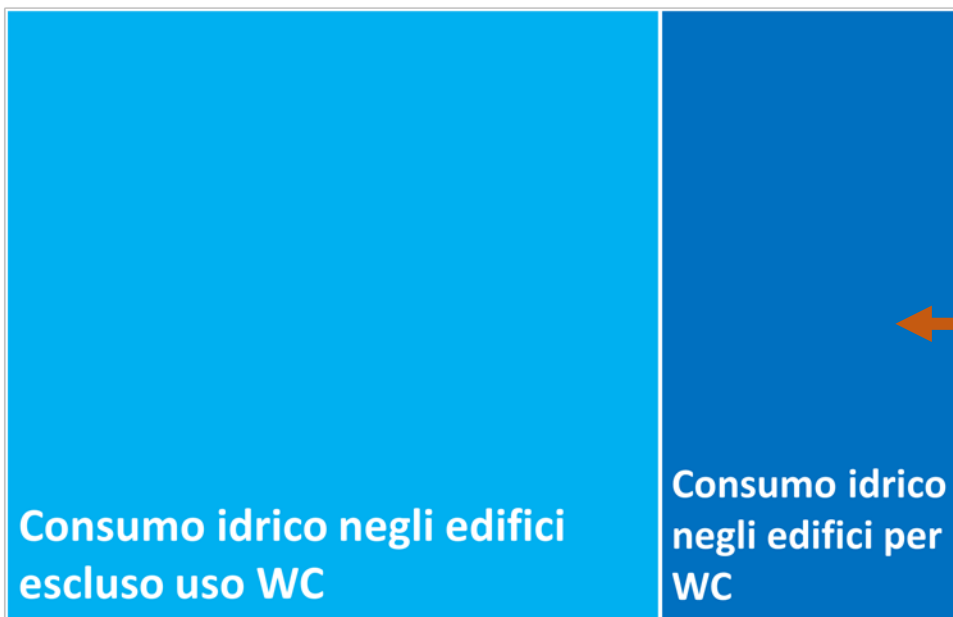 Consumo idrico negli edifici
escluso uso WC
Consumo idrico
negli edifici per
WC